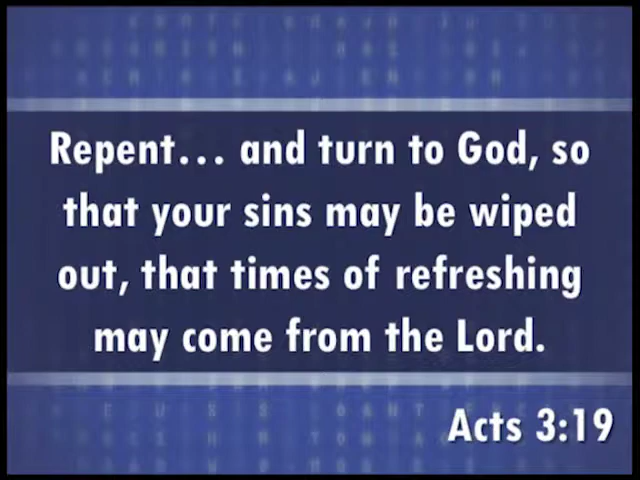 Repent… and turn to God, so
that your sins may be wiped
out, that times of refreshing
may come from the Lord.
Acts 3:19